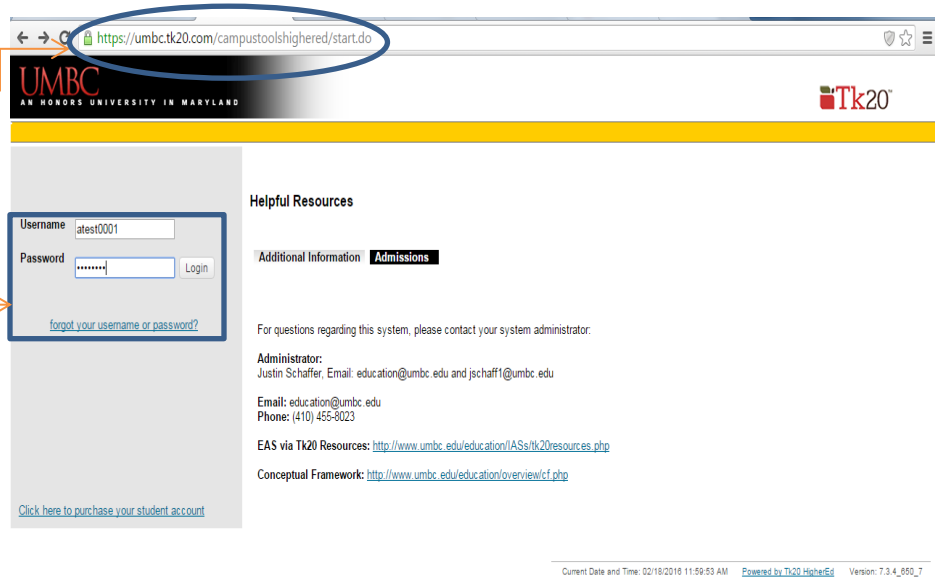 https://umbc.tk20.com/campustoolshighered/start.do
UMBC
AN HONORS UNIVERSITY IN MARYLAND
Tk20™
Helpful Resources
Username atest0001
Password •••••••• Login
forgot your username or password?
Additional Information Admissions
For questions regarding this system, please contact your system administrator:
Administrator:
Justin Schaffer, Email: education@umbc.edu and jschaff1@umbc.edu
Email: education@umbc.edu
Phone: (410) 455-8023
EAS via Tk20 Resources: http://www.umbc.edu/education/IASs/tk20resources.php
Conceptual Framework: http://www.umbc.edu/education/overview/cf.php
Click here to purchase your student account
Current Date and Time: 02/18/2016 11:59:53 AM Powered by Tk20 HigherEd Version: 7.3.4_650_7